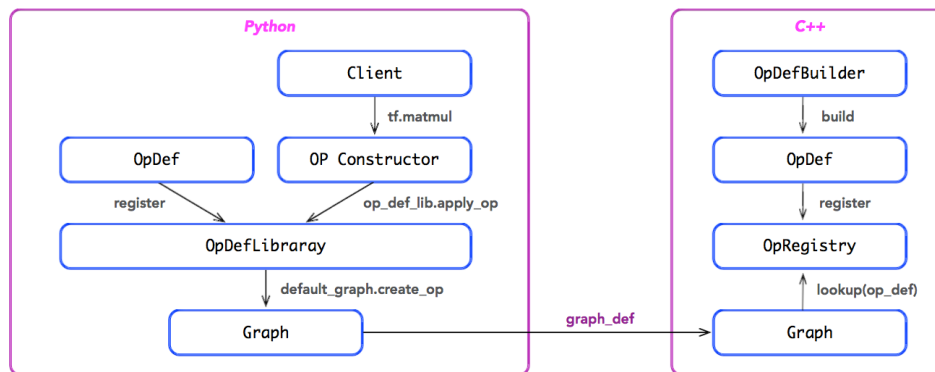 Python
Client
tf.matmul
OpDef
OP Constructor
register
op_def_lib.apply_op
OpDefLibraray
default_graph.create_op
Graph
graph_def
C++
OpDefBuilder
build
OpDef
register
OpRegistry
lookup(op_def)
Graph